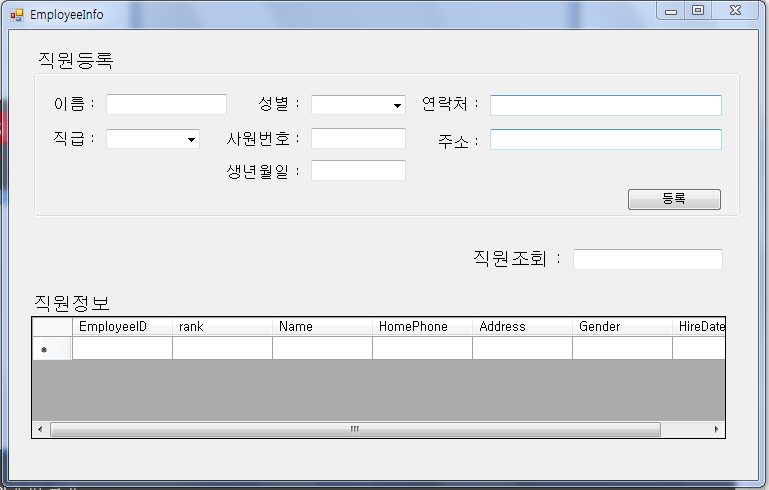 EmployeeInfo
직원등록
이름 : 성별 : 연락처 :
직급 : 사원번호 : 주소 :
생년월일 :
등록
직원조회 :
직원정보
EmployeeID rank Name HomePhone Address Gender HireDate